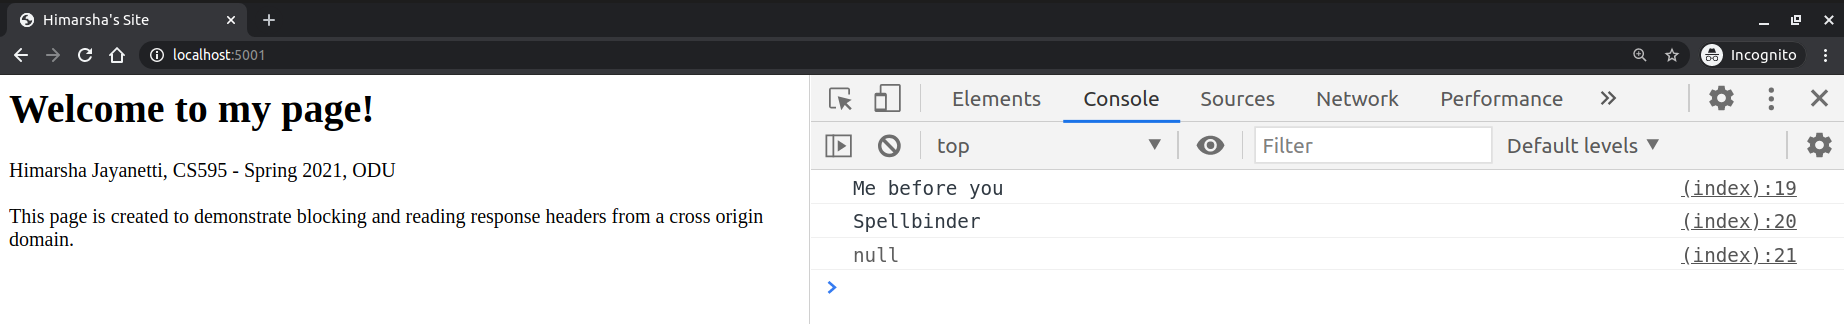 Himarsha's Site
localhost:5001
Incognito
Welcome to my page!
Himarsha Jayanetti, CS595 - Spring 2021, ODU
This page is created to demonstrate blocking and reading response headers from a cross origin
domain.
Elements Console Sources Network Performance
top Filter Default levels
Me before you (index):19
Spellbinder (index):20
null (index):21